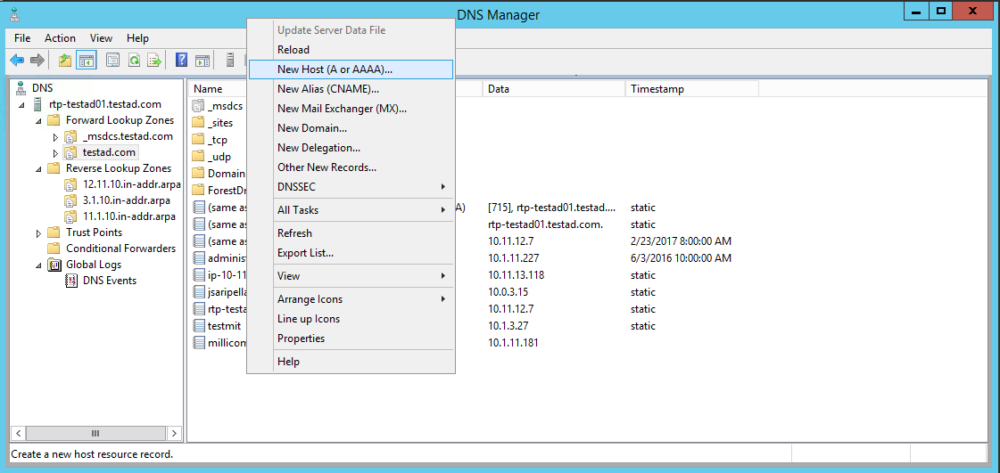 DNS Manager
File Action View Help
DNS
rtp-testad01.testad.com
Forward Lookup Zones
_msdcs.testad.com
testad.com
Reverse Lookup Zones
12.11.10.in-addr.arpa
3.1.10.in-addr.arpa
11.1.10.in-addr.arpa
Trust Points
Conditional Forwarders
Global Logs
DNS Events
Name Data Timestamp
_msdcs
_sites
_tcp
_udp
Domain
ForestD
(same as A) [715], rtp-testad01.testad.... static
(same as rtp-testad01.testad.com. static
(same as 10.11.12.7 2/23/2017 8:00:00 AM
administ 10.1.11.227 6/3/2016 10:00:00 AM
ip-10-11 10.11.13.118 static
jsaripella 10.0.3.15 static
rtp-testa 10.11.12.7 static
testmit 10.1.3.27 static
millicom 10.1.11.181
Update Server Data File
Reload
New Host (A or AAAA)...
New Alias (CNAME)...
New Mail Exchanger (MX)...
New Domain...
New Delegation...
Other New Records...
DNSSEC
All Tasks
Refresh
Export List...
View
Arrange Icons
Line up Icons
Properties
Help
Create a new host resource record.